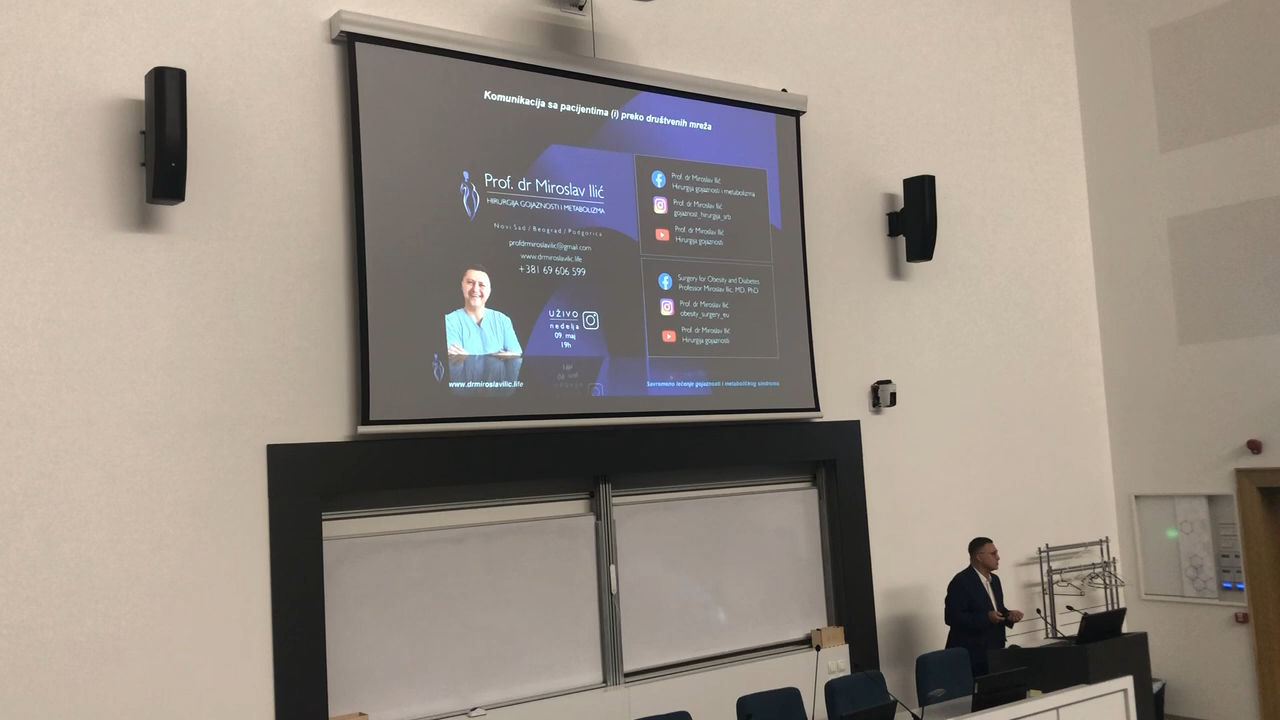 Komunikacija sa pacijentima (i) preko društvenih mreža
Prof. dr Miroslav Ilić
HIRURGIJA GOJAZNOSTI I METABOLIZMA
Novi Sad / Beograd / Podgorica
profdrmiroslavilic@gmail.com
www.drmiroslavilic.life
+381 69 606 599
UŽIVO
nedelja
09. maj
19h
www.drmiroslavilic.life
Prof. dr Miroslav Ilić
Hirurgija gojaznosti i metabolizma
Prof. dr Miroslav Ilić
gojaznost_hirurgija_srb
Prof. dr Miroslav Ilić
Hirurgija gojaznosti
Surgery for Obesity and Diabetes
Professor Miroslav Ilic, MD, PhD
Prof. dr Miroslav Ilić
obesity_surgery_eu
Prof. dr Miroslav Ilić
Hirurgija gojaznosti
Savremeno lečenje gojaznosti i metaboličkog sindroma